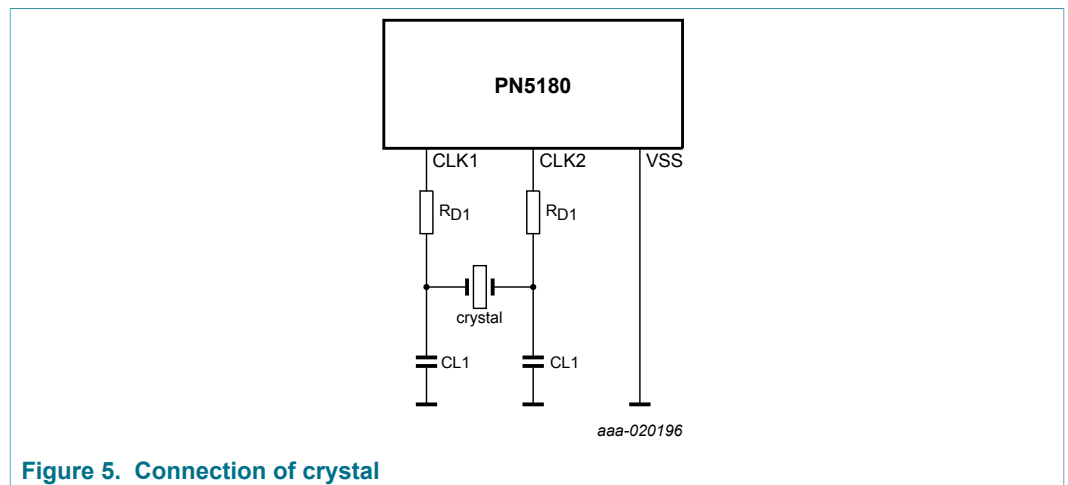 PN5180
CLK1 CLK2 VSS
RD1 RD1
crystal
CL1 CL1
aaa-020196
Figure 5. Connection of crystal